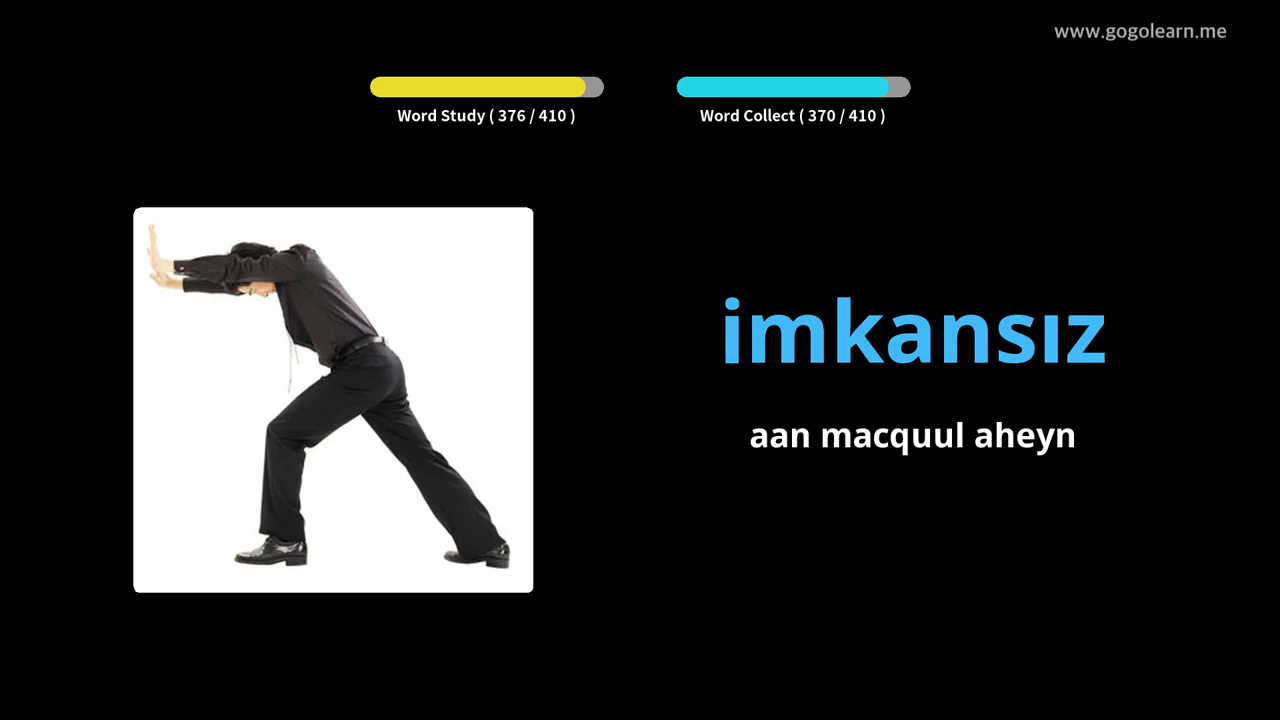 www.gogolearn.me
Word Study ( 376 / 410 )
Word Collect ( 370 / 410 )
imkansız
aan macquul aheyn